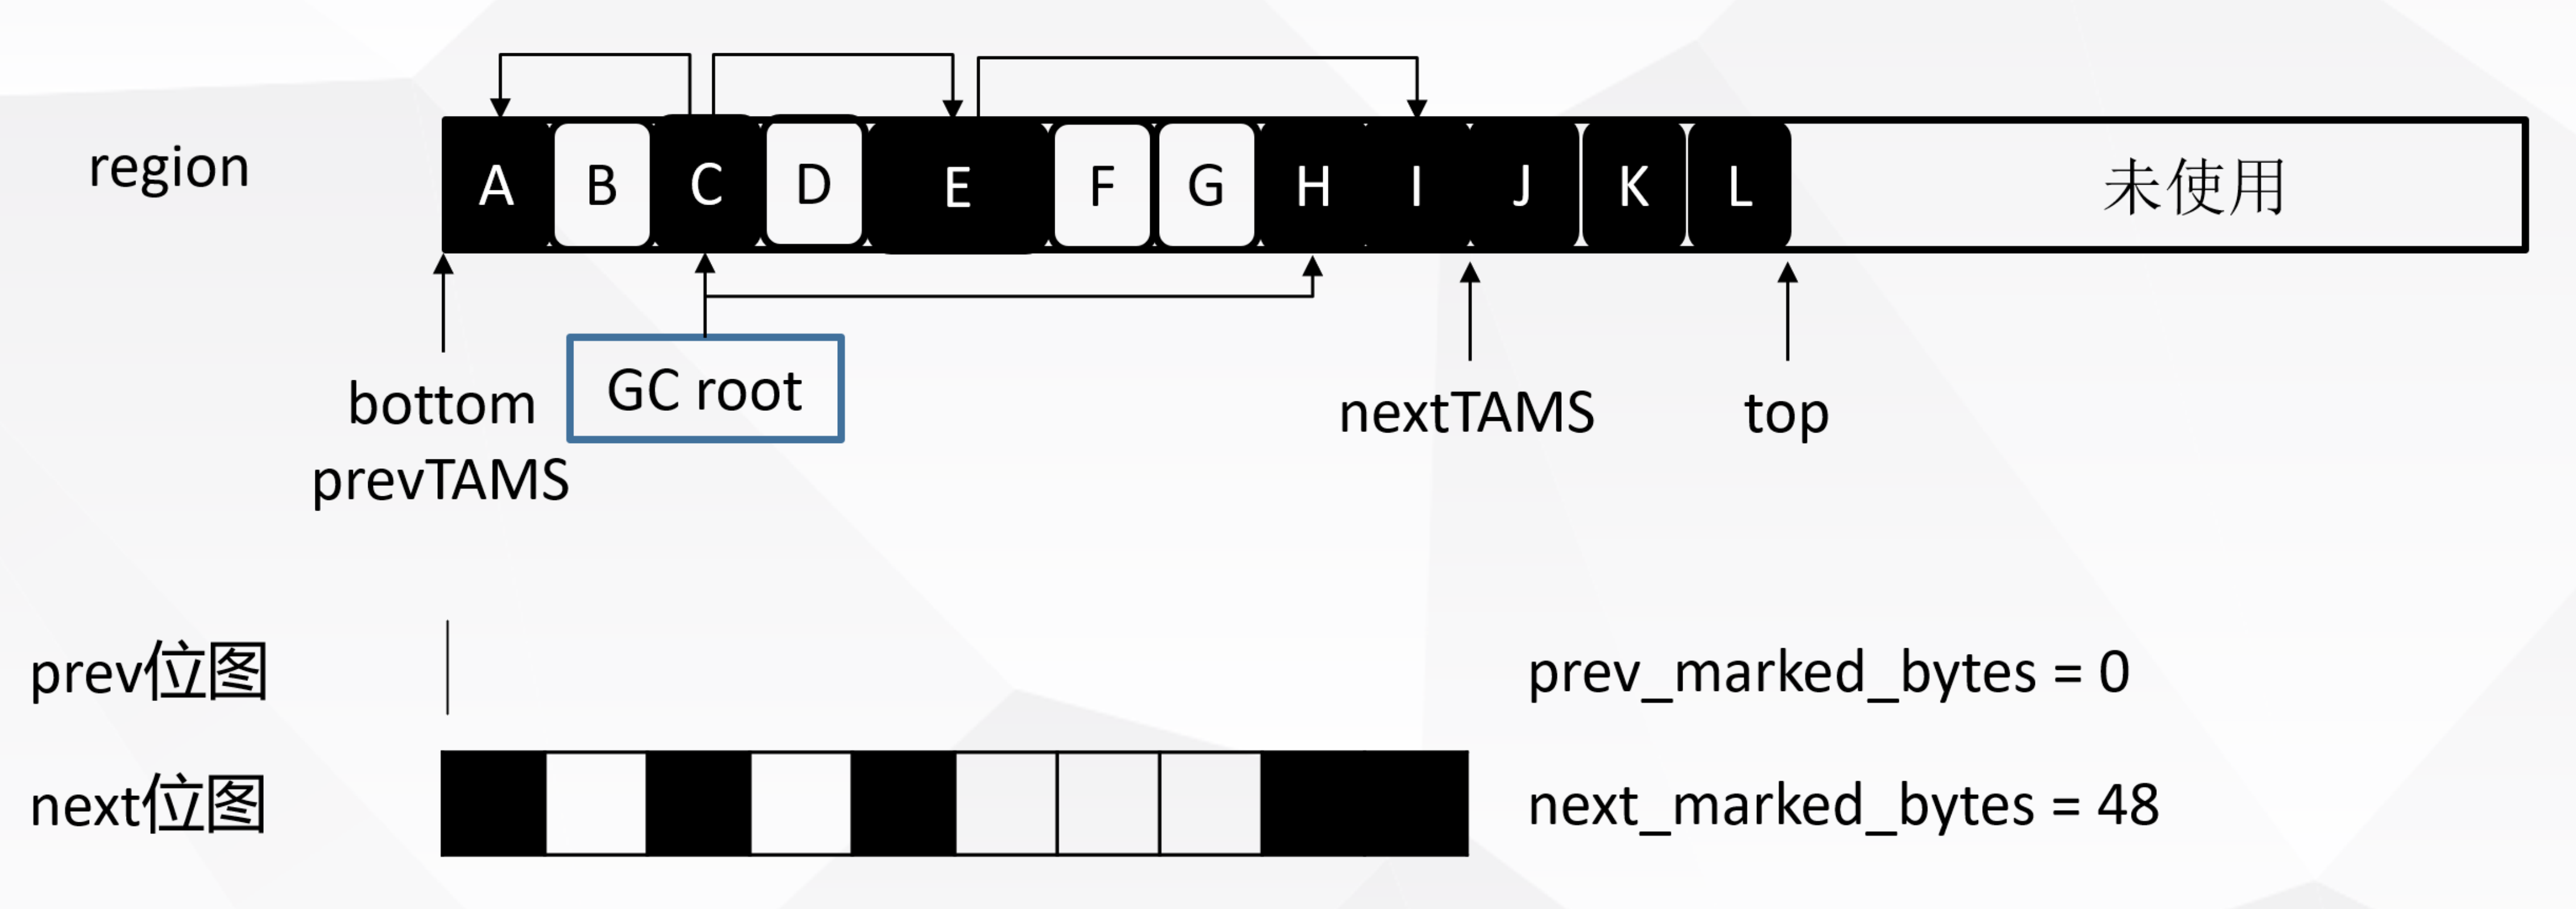 region
A B C D E F G H I J K L 未使用
bottom
prevTAMS
GC root
nextTAMS
top
prev位图
prev_marked_bytes = 0
next位图
next_marked_bytes = 48